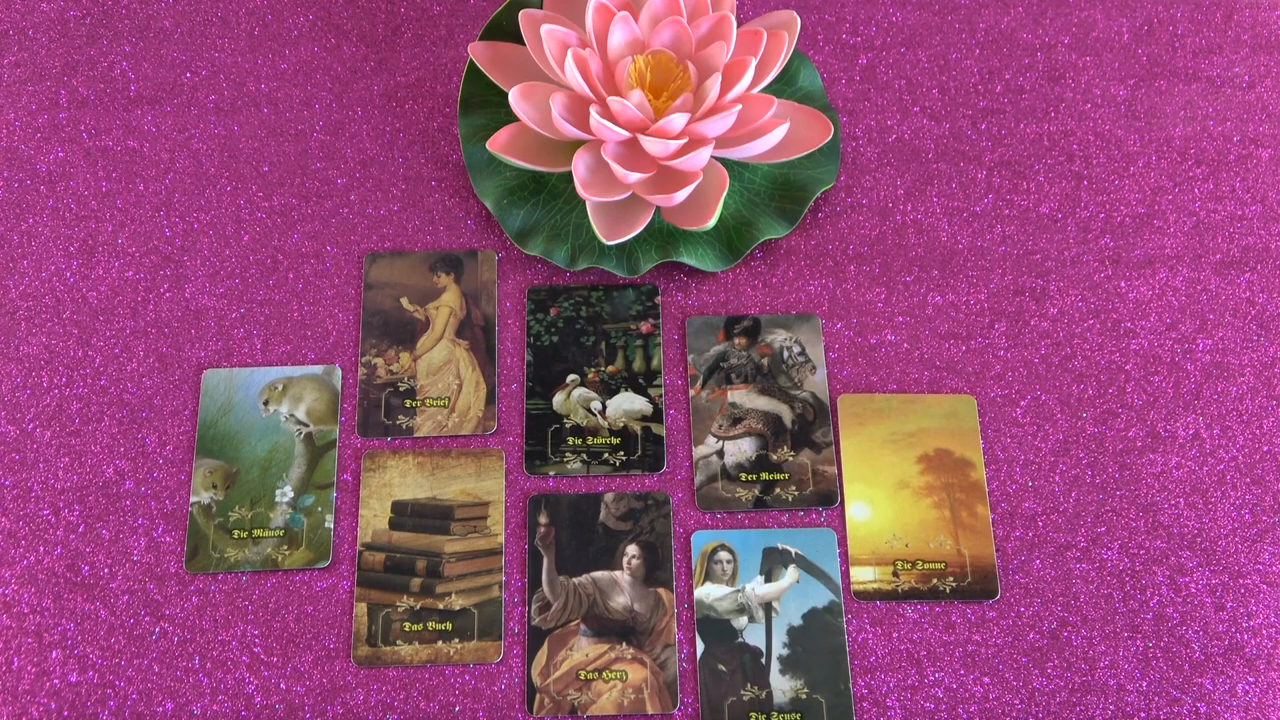 Der Brief
Die Störche
Der Reiter
Die Mäuse
Die Sonne
Das Buch
Das Herz
Die Sense